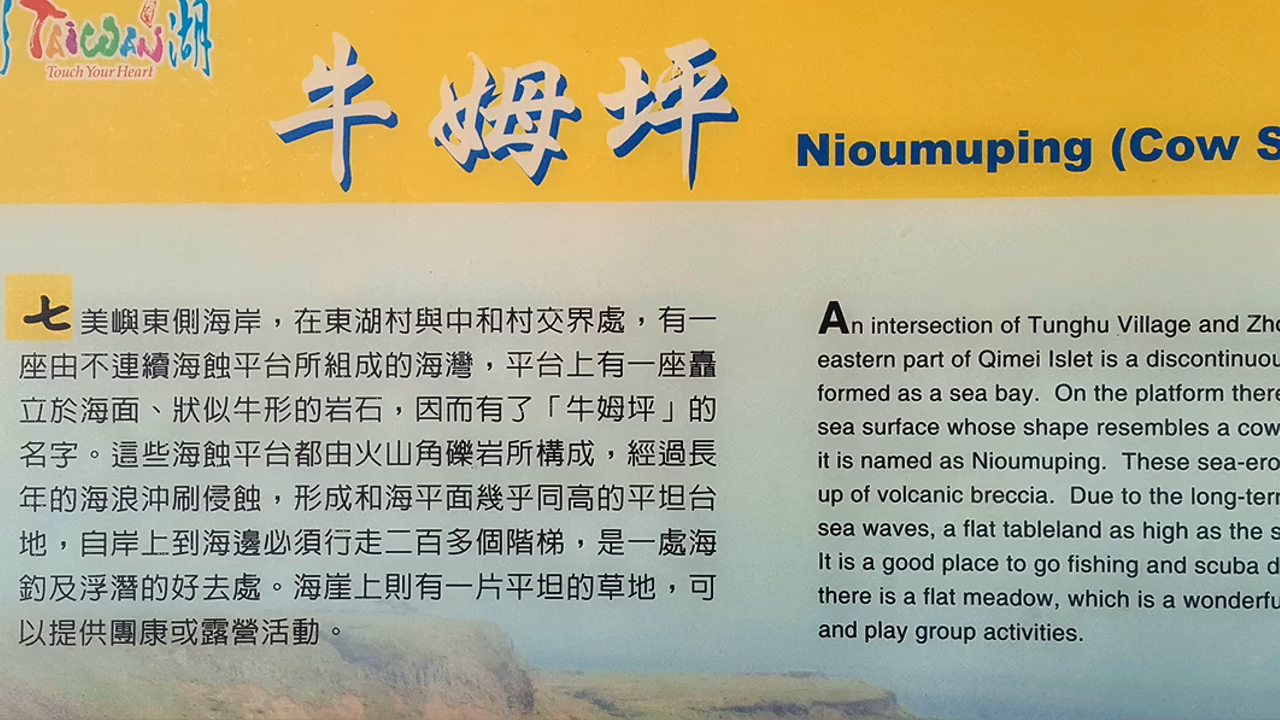 TAIWAN 湖
Touch Your Heart
牛姆坪
Nioumuping (Cow
七美嶼東側海岸，在東湖村與中和村交界處，有一
座由不連續海蝕平台所組成的海灣，平台上有一座矗
立於海面、狀似牛形的岩石，因而有了「牛姆坪」的
名字。這些海蝕平台都由火山角礫岩所構成，經過長
年的海浪沖刷侵蝕，形成和海平面幾乎同高的平坦台
地，自岸上到海邊必須行走二百多個階梯，是一處海
釣及浮潛的好去處。海崖上則有一片平坦的草地，可
以提供團康或露營活動。
An intersection of Tunghu Village and
eastern part of Qimei Islet is a
formed as a sea bay. On the platform there
sea surface whose shape resembles a cow
it is named as Nioumuping. These
up of volcanic breccia. Due to the
sea waves, a flat tableland as high as the
It is a good place to go fishing and scuba
there is a flat meadow, which is a
and play group activities.